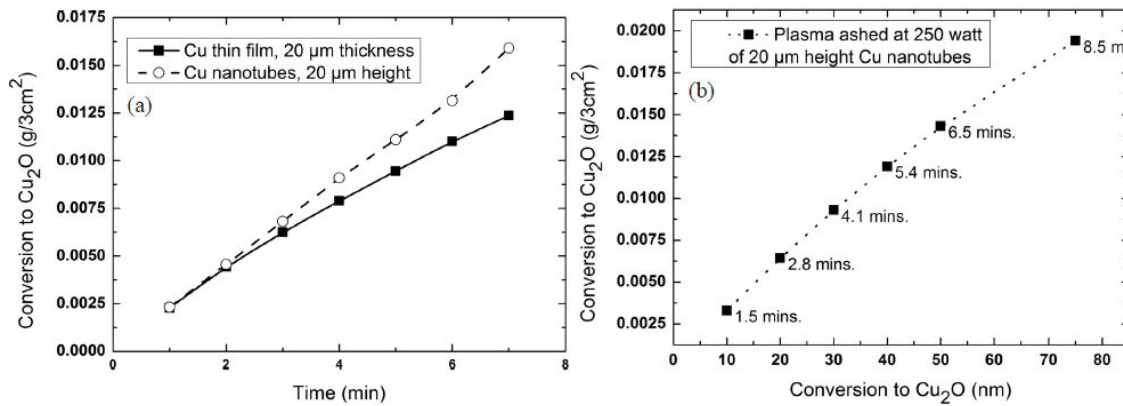 Conversion to Cu2O (g/3cm2)
0.0175
0.0150
0.0125
0.0100
0.0075
0.0050
0.0025
0.0000
Cu thin film, 20 µm thickness
Cu nanotubes, 20 µm height
(a)
0 1 2 3 4 5 6 7 8
Time (min)
Conversion to Cu2O (g/3cm2)
0.0200
0.0175
0.0150
0.0125
0.0100
0.0075
0.0050
0.0025
Plasma ashed at 250 watt
of 20 µm height Cu nanotubes
(b)
8.5 m
6.5 mins.
5.4 mins.
4.1 mins.
2.8 mins.
1.5 mins.
0 10 20 30 40 50 60 70 80
Conversion to Cu2O (nm)